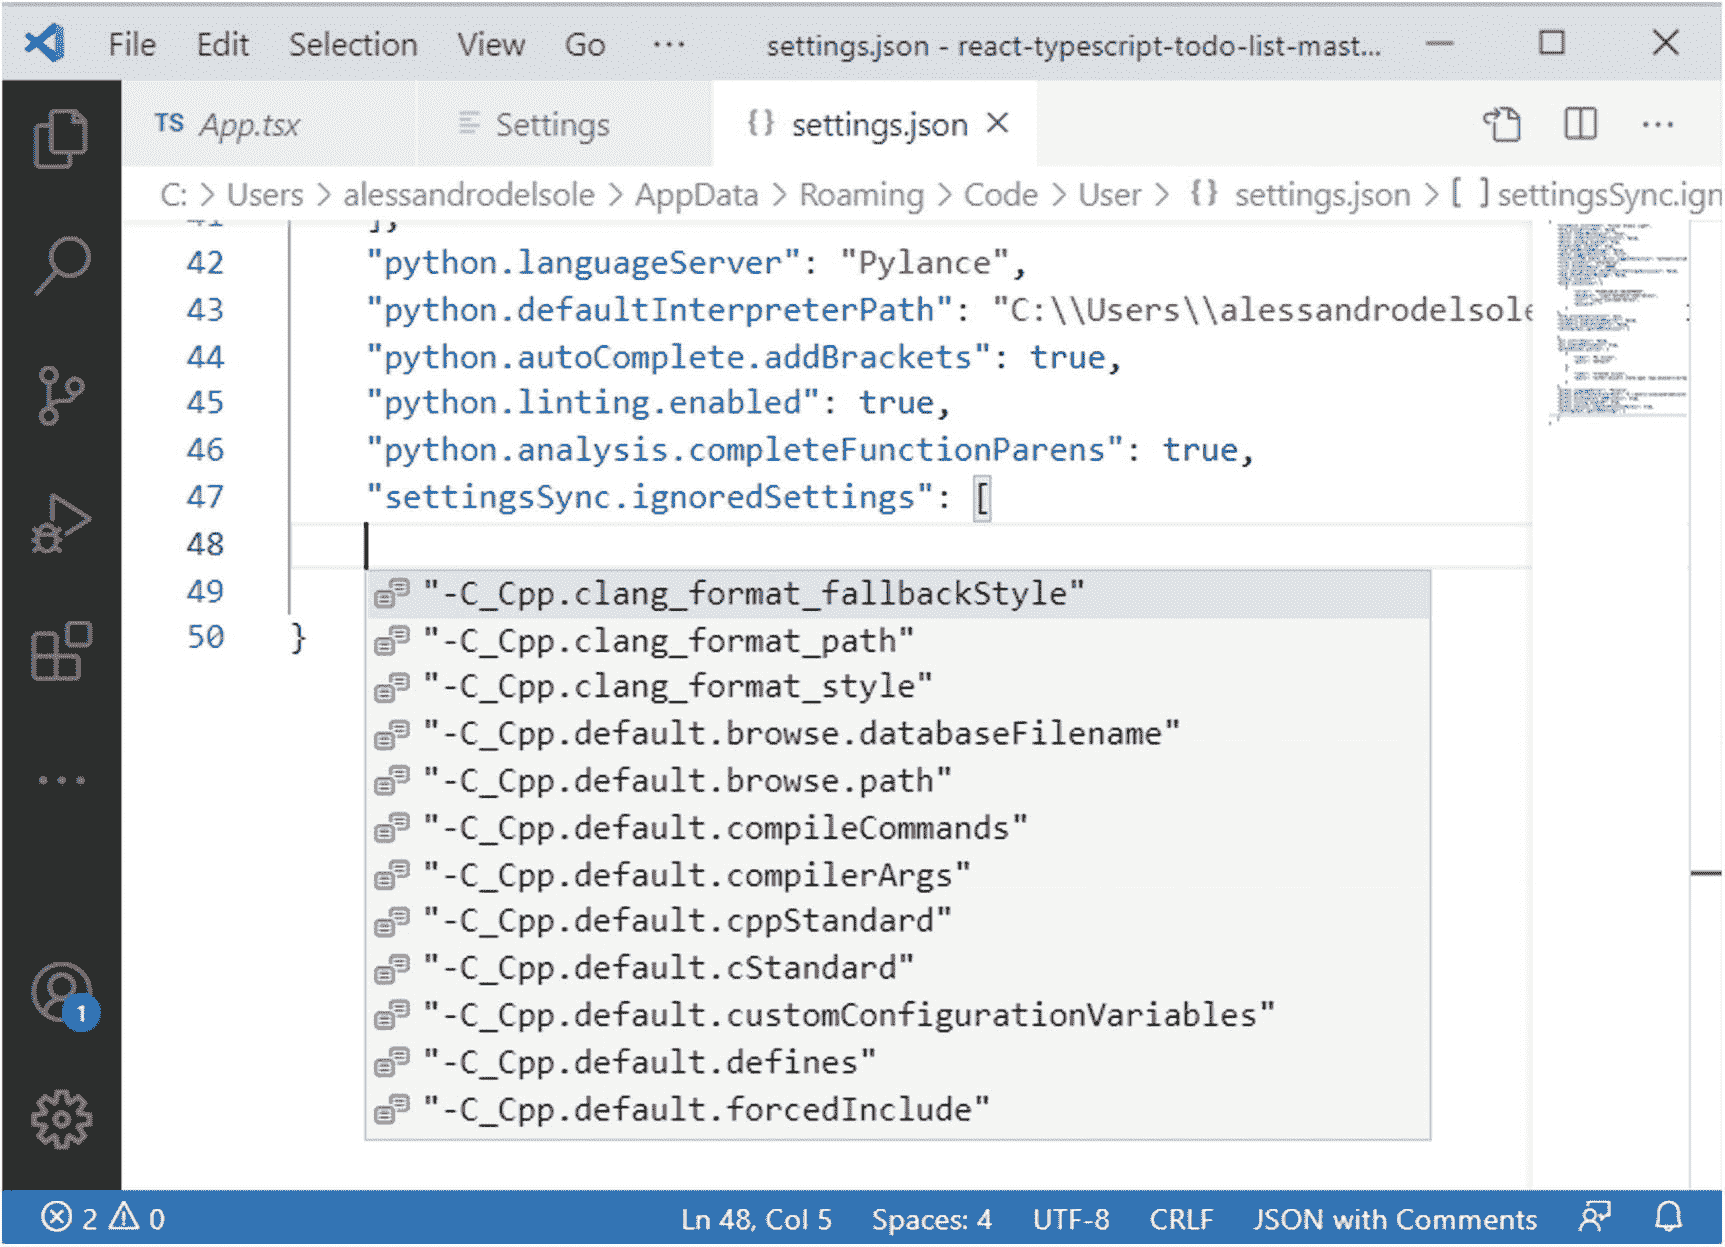 File Edit Selection View Go ··· settings.json - react-typescript-todo-list-mast...
TS App.tsx Settings {} settings.json
C: > Users > alessandrodelsole > AppData > Roaming > Code > User > {} settings.json > [ ] settingsSync.ign
41 ],
42 "python.languageServer": "Pylance",
43 "python.defaultInterpreterPath": "C:\\Users\\alessandrodelsole
44 "python.autoComplete.addBrackets": true,
45 "python.linting.enabled": true,
46 "python.analysis.completeFunctionParens": true,
47 "settingsSync.ignoredSettings": [
48
49
50 }
"-C_Cpp.clang_format_fallbackStyle"
"-C_Cpp.clang_format_path"
"-C_Cpp.clang_format_style"
"-C_Cpp.default.browse.databaseFilename"
"-C_Cpp.default.browse.path"
"-C_Cpp.default.compileCommands"
"-C_Cpp.default.compilerArgs"
"-C_Cpp.default.cppStandard"
"-C_Cpp.default.cStandard"
"-C_Cpp.default.customConfigurationVariables"
"-C_Cpp.default.defines"
"-C_Cpp.default.forcedInclude"
1
2 0 Ln 48, Col 5 Spaces: 4 UTF-8 CRLF JSON with Comments